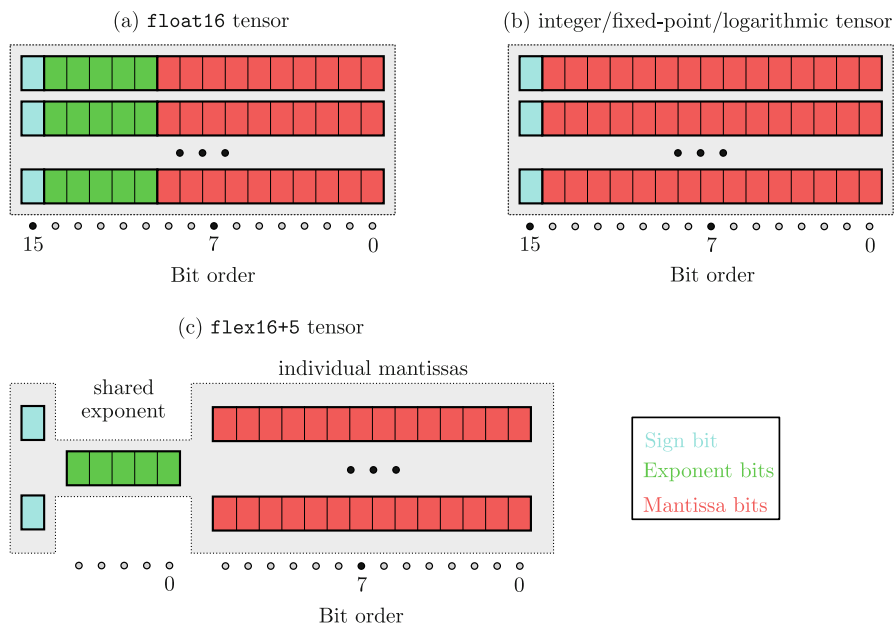 (a) float16 tensor
(b) integer/fixed-point/logarithmic tensor
15 7 0
Bit order
15 7 0
Bit order
(c) flex16+5 tensor
shared
exponent
individual mantissas
0
7 0
Bit order
Sign bit
Exponent bits
Mantissa bits